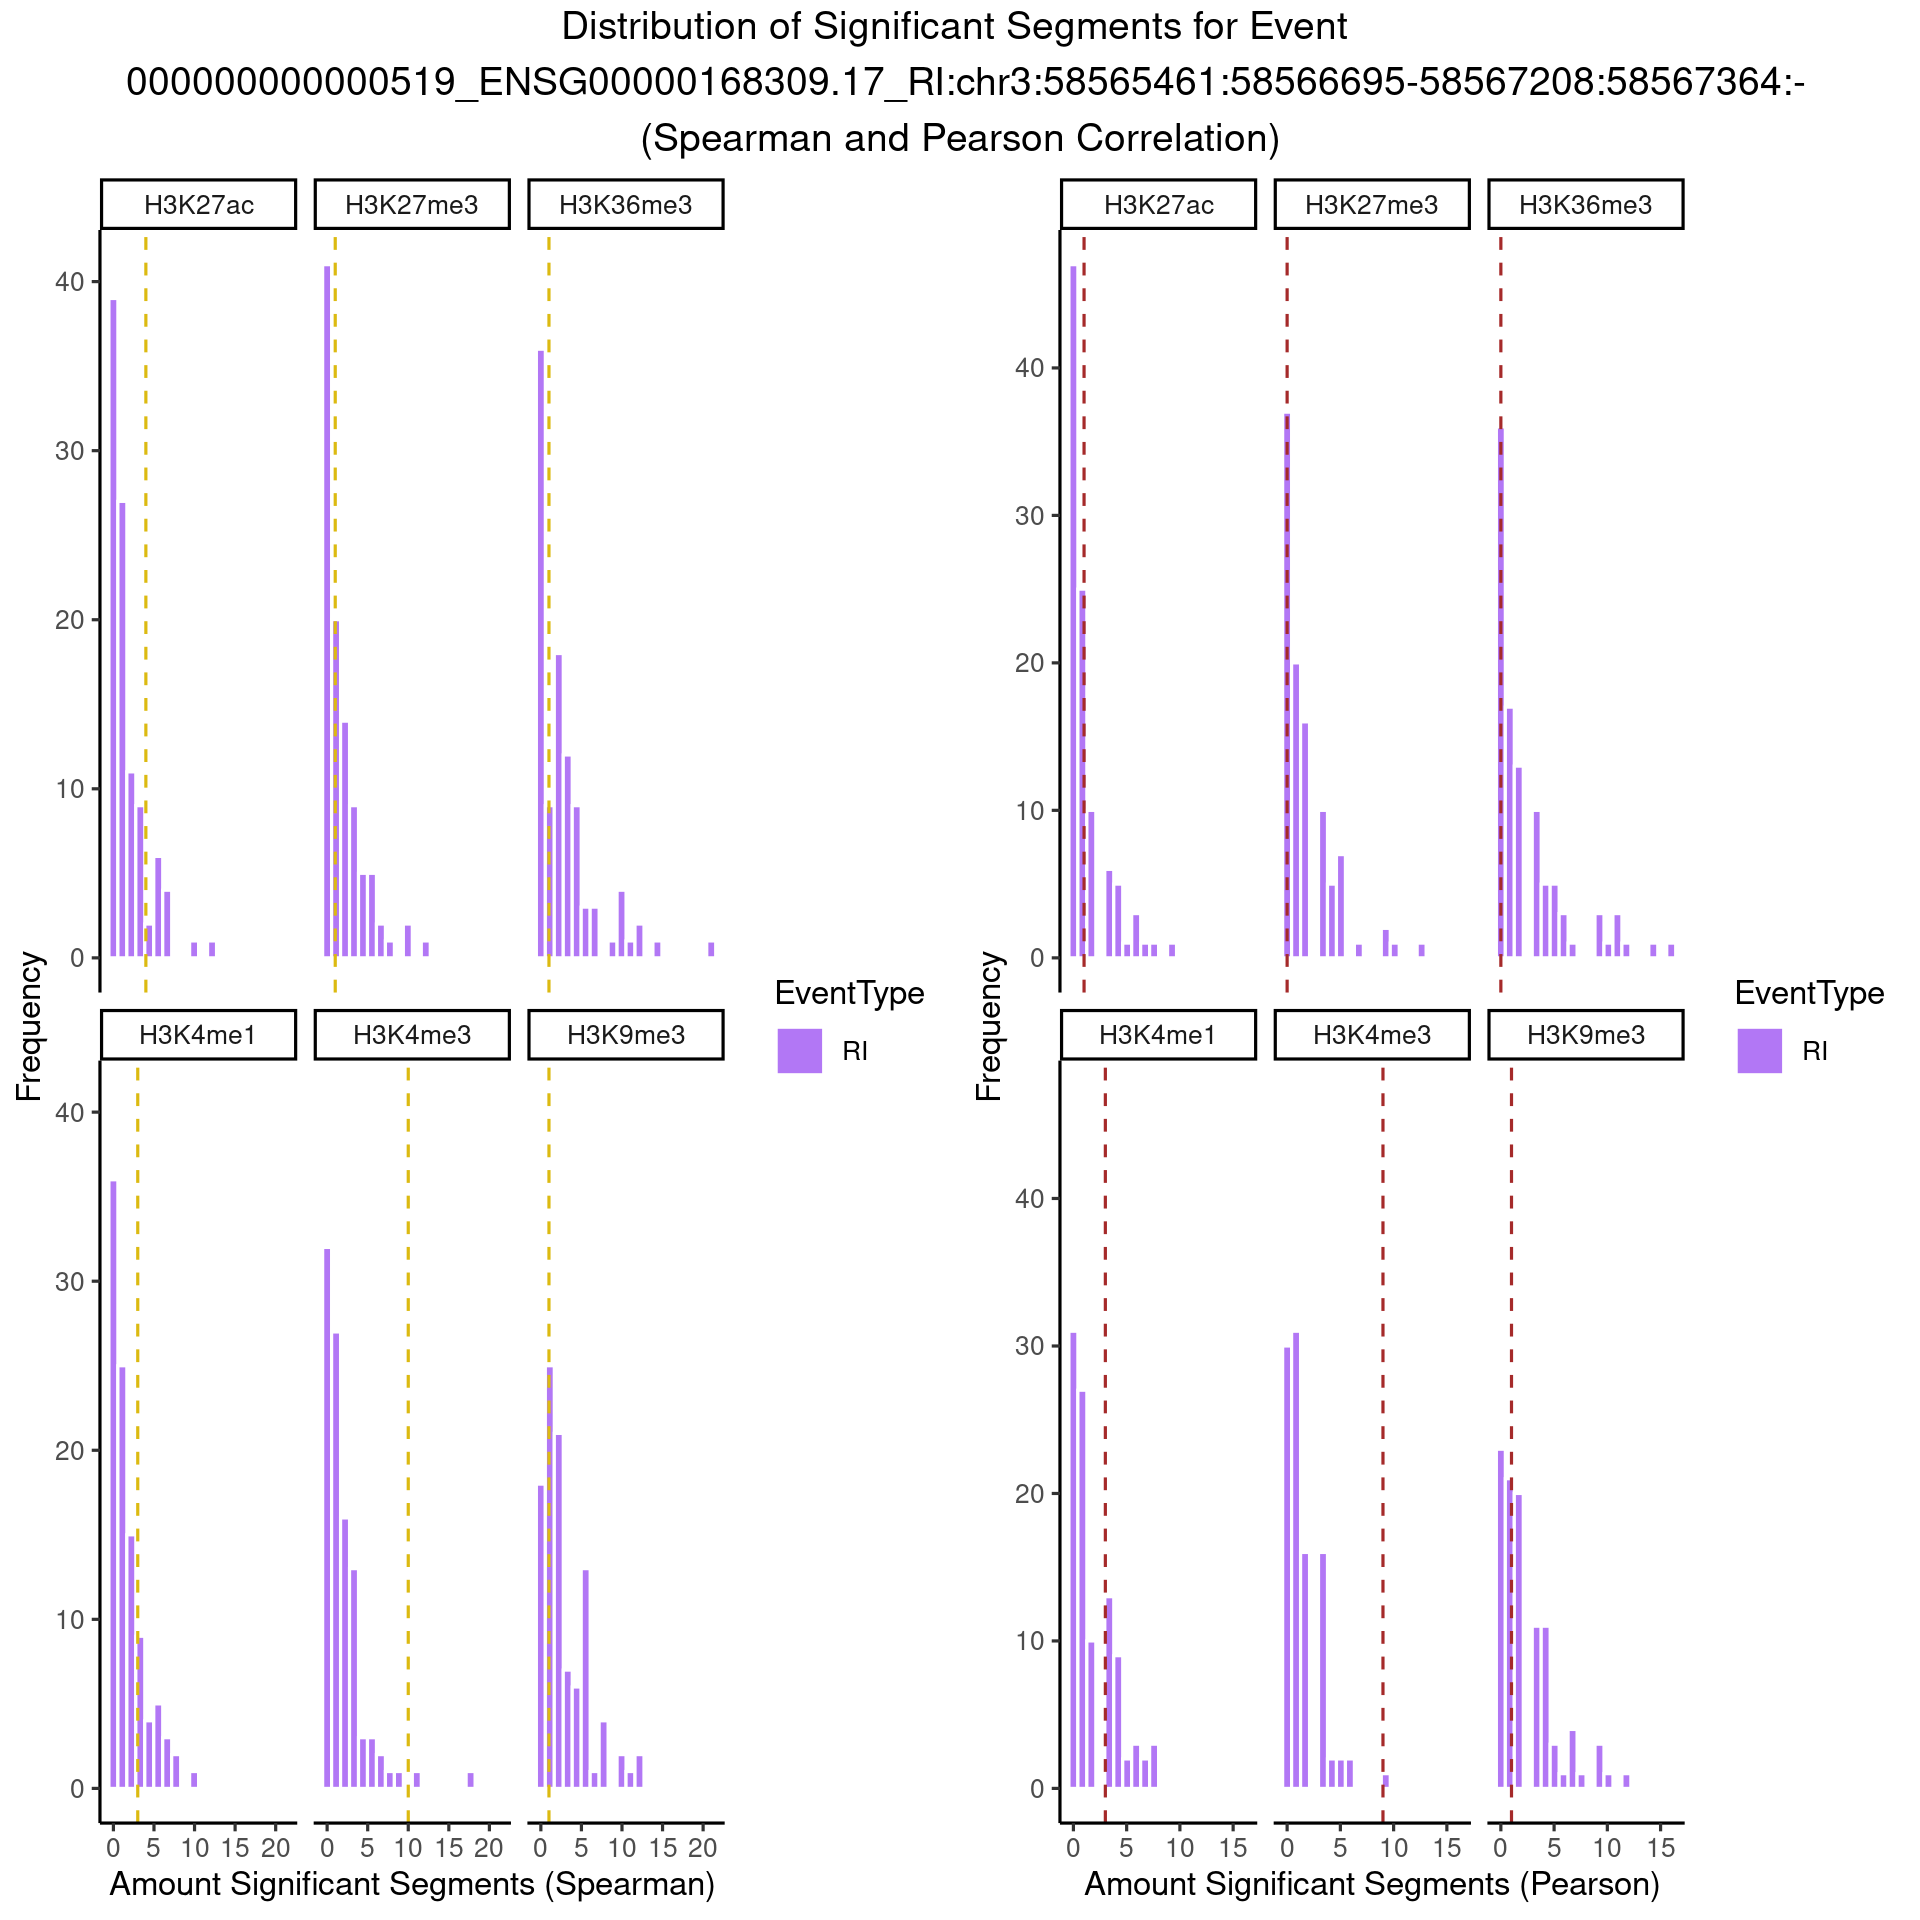 Distribution of Significant Segments for Event
000000000000519_ENSG00000168309.17_RI:chr3:58565461:58566695-58567208:58567364:-
(Spearman and Pearson Correlation)
H3K27ac H3K27me3 H3K36me3
40
30
20
10
0
H3K4me1 H3K4me3 H3K9me3
40
30
20
10
0
0 5 10 15 20 0 5 10 15 20 0 5 10 15 20
Amount Significant Segments (Spearman)
Frequency
EventType
RI
H3K27ac H3K27me3 H3K36me3
40
30
20
10
0
H3K4me1 H3K4me3 H3K9me3
40
30
20
10
0
0 5 10 15 0 5 10 15 0 5 10 15
Amount Significant Segments (Pearson)
Frequency
EventType
RI